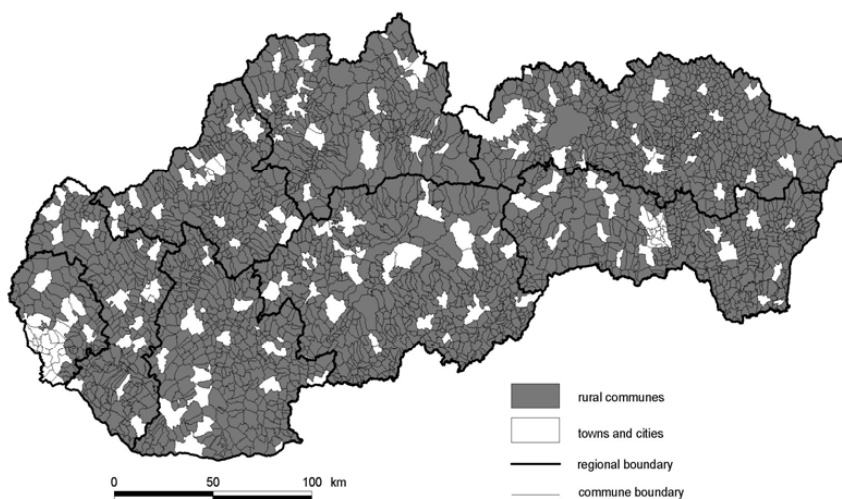 rural communes
towns and cities
regional boundary
commune boundary
0 50 100 km